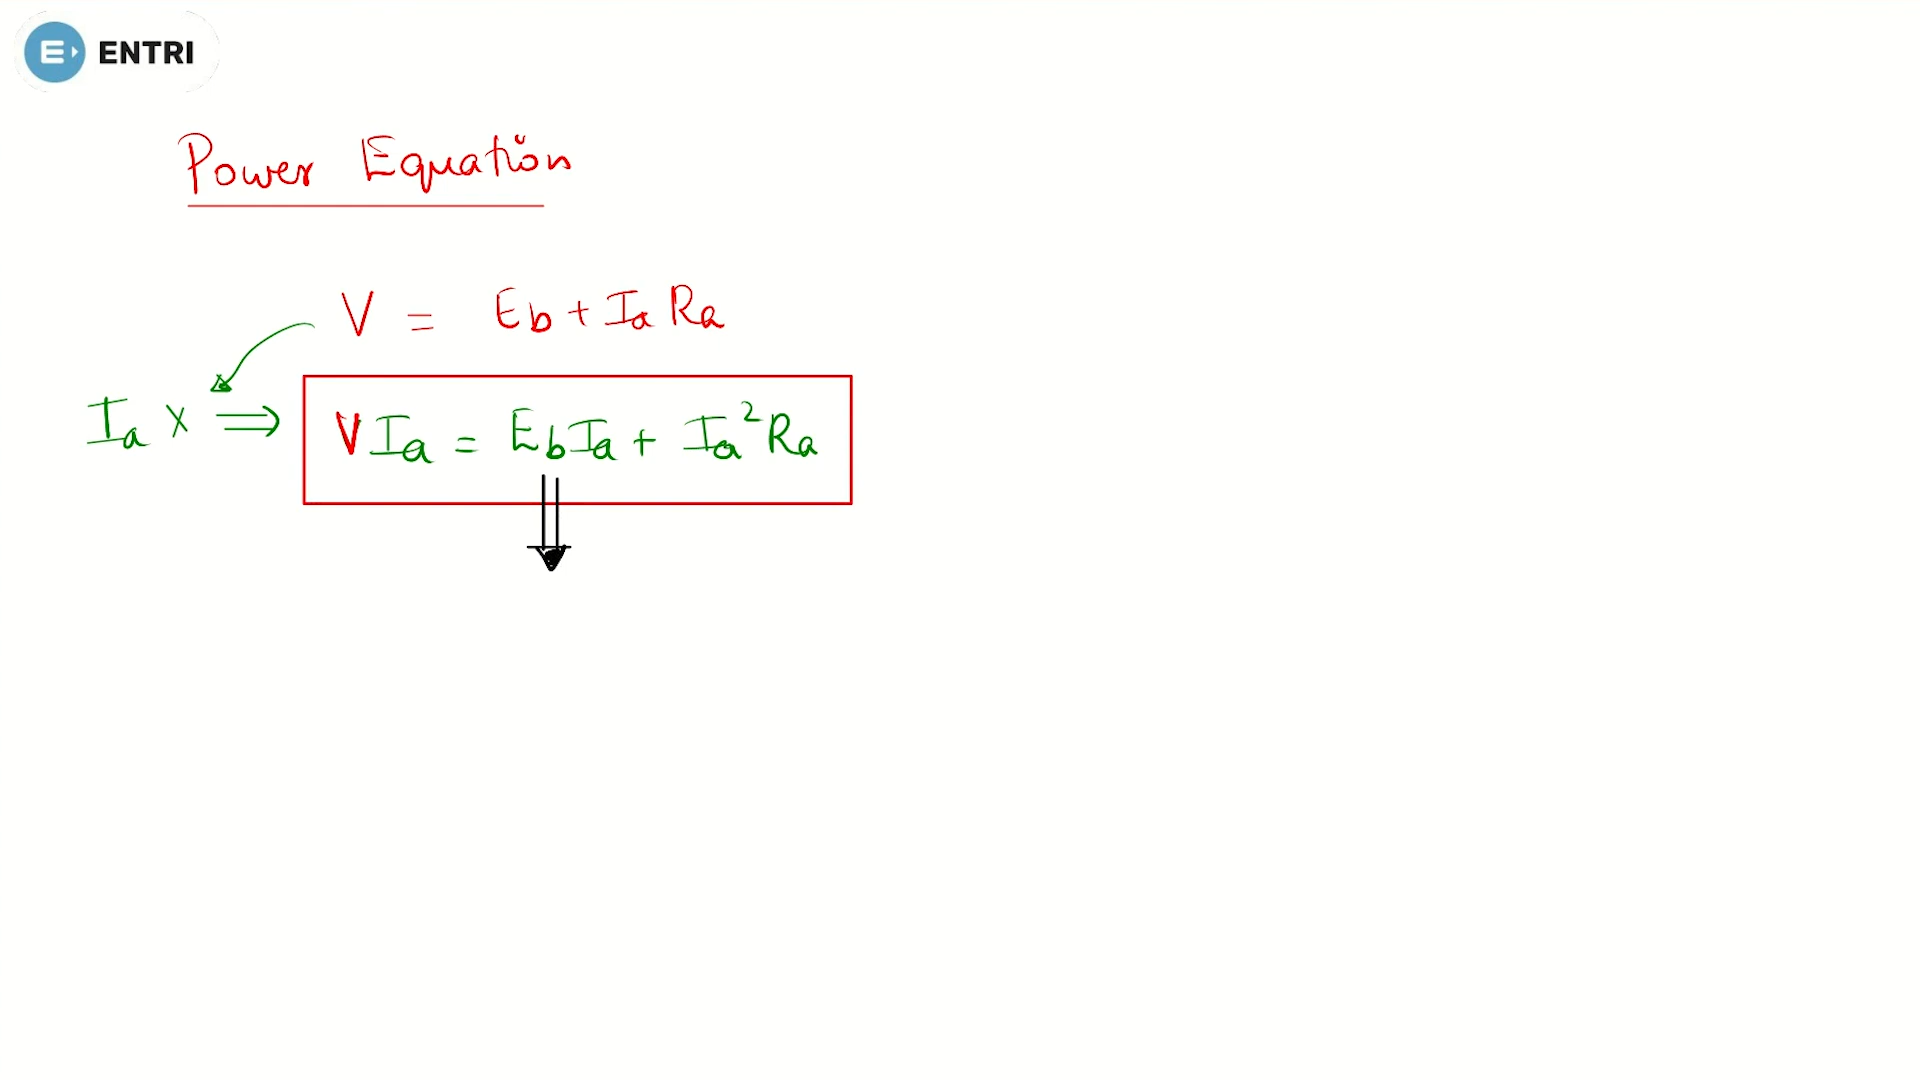 ENTRI
Power Equation
V = Eb + Ia Ra
Ia × ⇒ VIa = EbIa + Ia²Ra